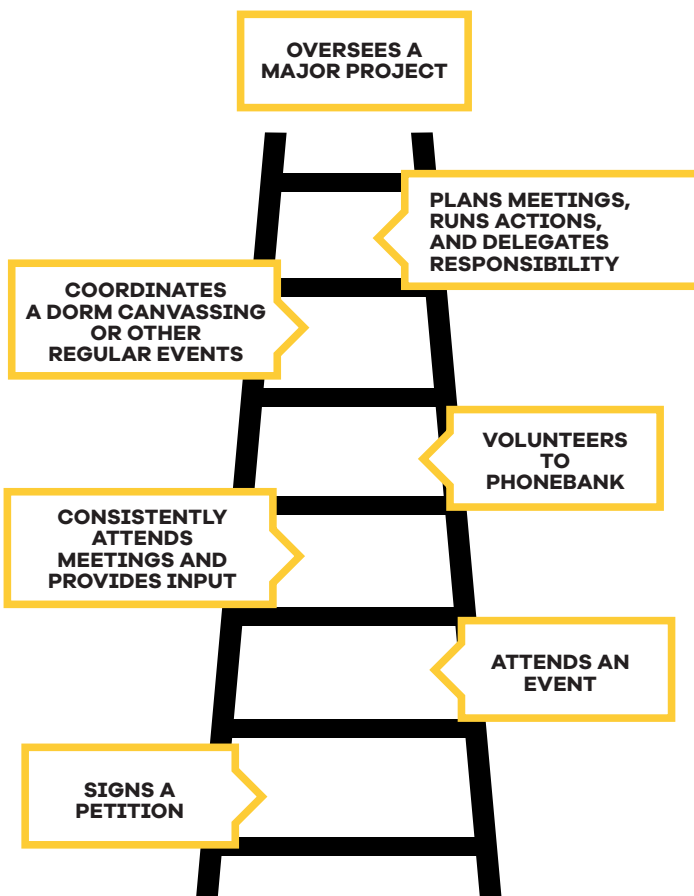 OVERSEES A
MAJOR PROJECT
PLANS MEETINGS,
RUNS ACTIONS,
AND DELEGATES
RESPONSIBILITY
COORDINATES
A DORM CANVASSING
OR OTHER
REGULAR EVENTS
VOLUNTEERS
TO
PHONEBANK
CONSISTENTLY
ATTENDS
MEETINGS AND
PROVIDES INPUT
ATTENDS AN
EVENT
SIGNS A
PETITION